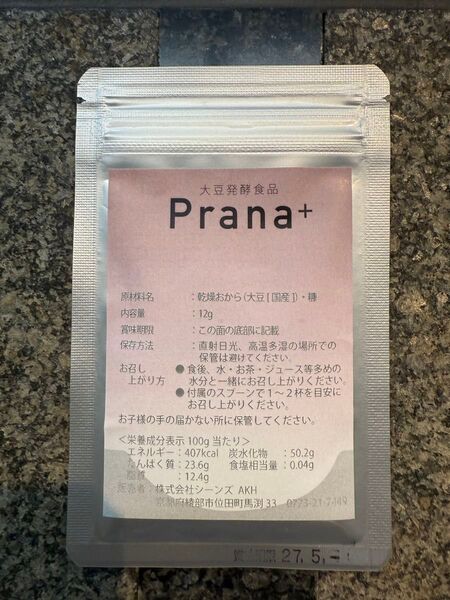 大豆発酵食品
Prana+
原材料名 ：乾燥おから(大豆[国産])・麹
内容量 ：12g
賞味期限 ：この面の底部に記載
保存方法 ：直射日光、高温多湿の場所での
保管は避けてください。
お召し
上がり方
●食後、水・お茶・ジュース等多めの
水分と一緒にお召し上がりください。
●付属のスプーンで1～2杯を目安に
お召し上がりください。
お子様の手の届かない所に保管してください。
＜栄養成分表示 100g 当たり＞
エネルギー：407kcal 炭水化物 ：50.2g
たんぱく質：23.6g 食塩相当量：0.04g
脂質 ：12.4g
販売者：株式会社シーンズ AKH
京都府綾部市位田町馬渕 33 0773-21-7449
賞味期限 27. 5.